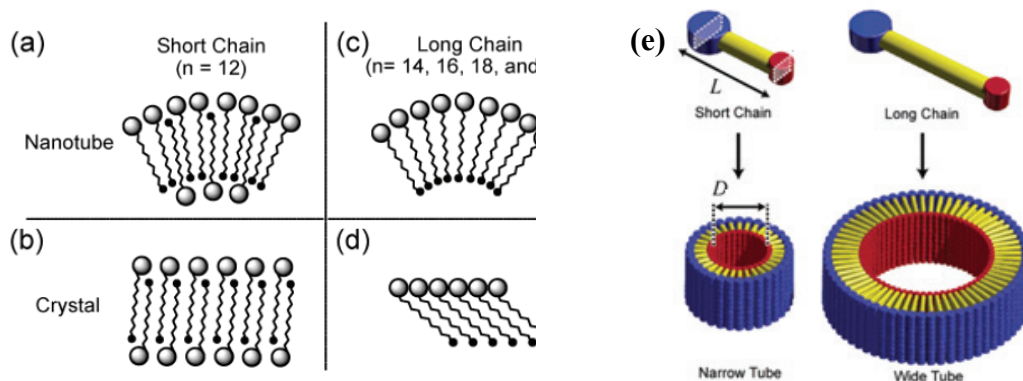 (a)
Short Chain
(n = 12)
(c)
Long Chain
(n= 14, 16, 18, and
Nanotube
(b)
Crystal
(d)
(e)
L
Short Chain
Long Chain
D
Narrow Tube
Wide Tube